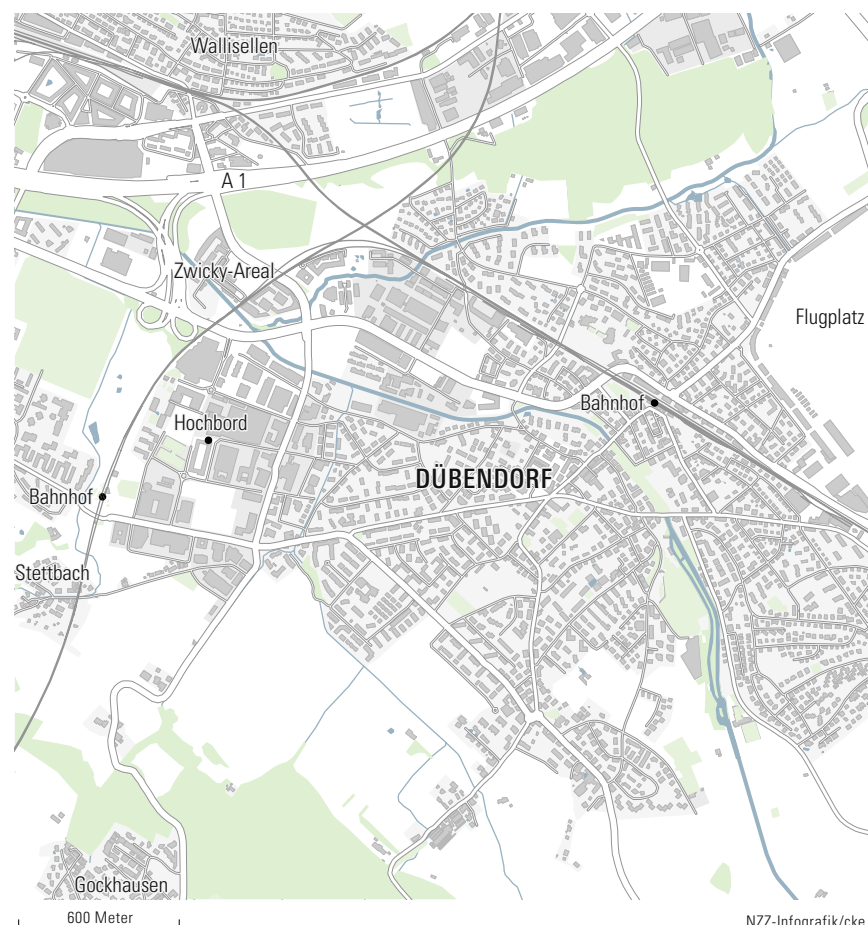 Wallisellen
A 1
Zwicky-Areal
Flugplatz
Bahnhof
Hochbord
DÜBENDORF
Bahnhof
Stettbach
Gockhausen
600 Meter
NZZ-Infografik/cke